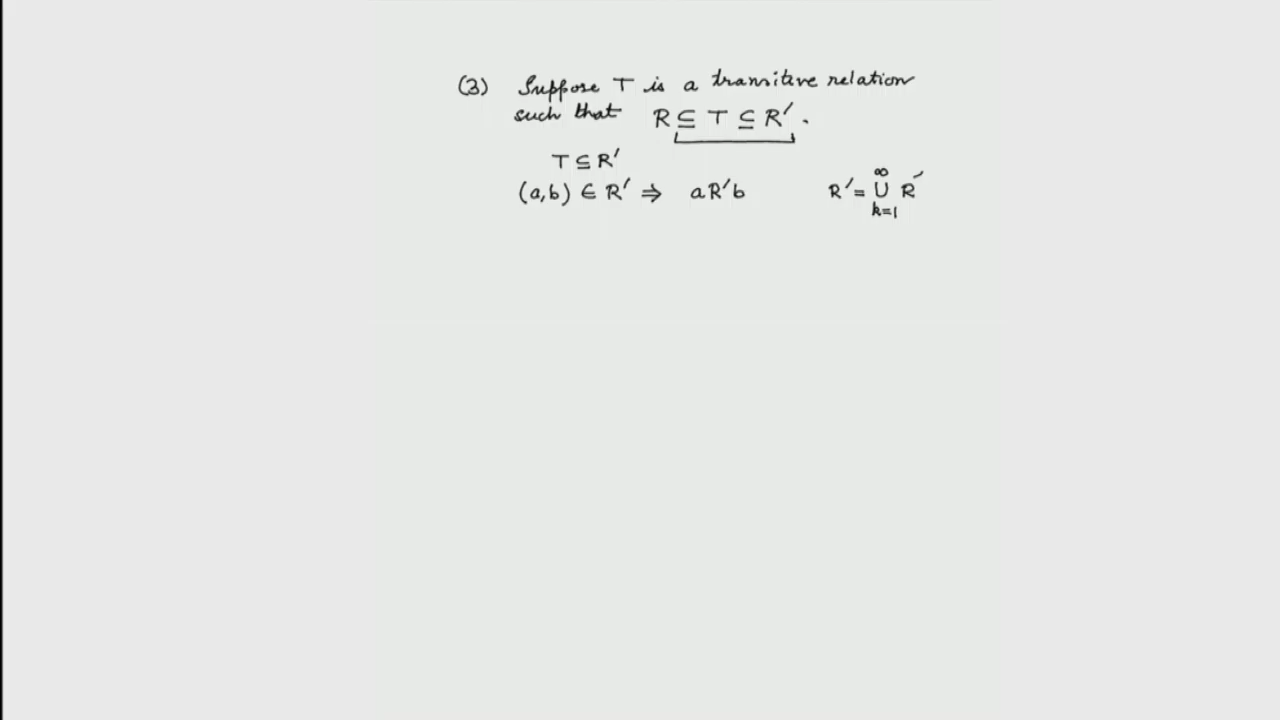 (3) Suppose T is a transitive relation
such that R ⊆ T ⊆ R′ .
T ⊆ R′
(a,b) ∈ R′ ⇒ aR′b R′ = ∞ ∪ k=1 R′